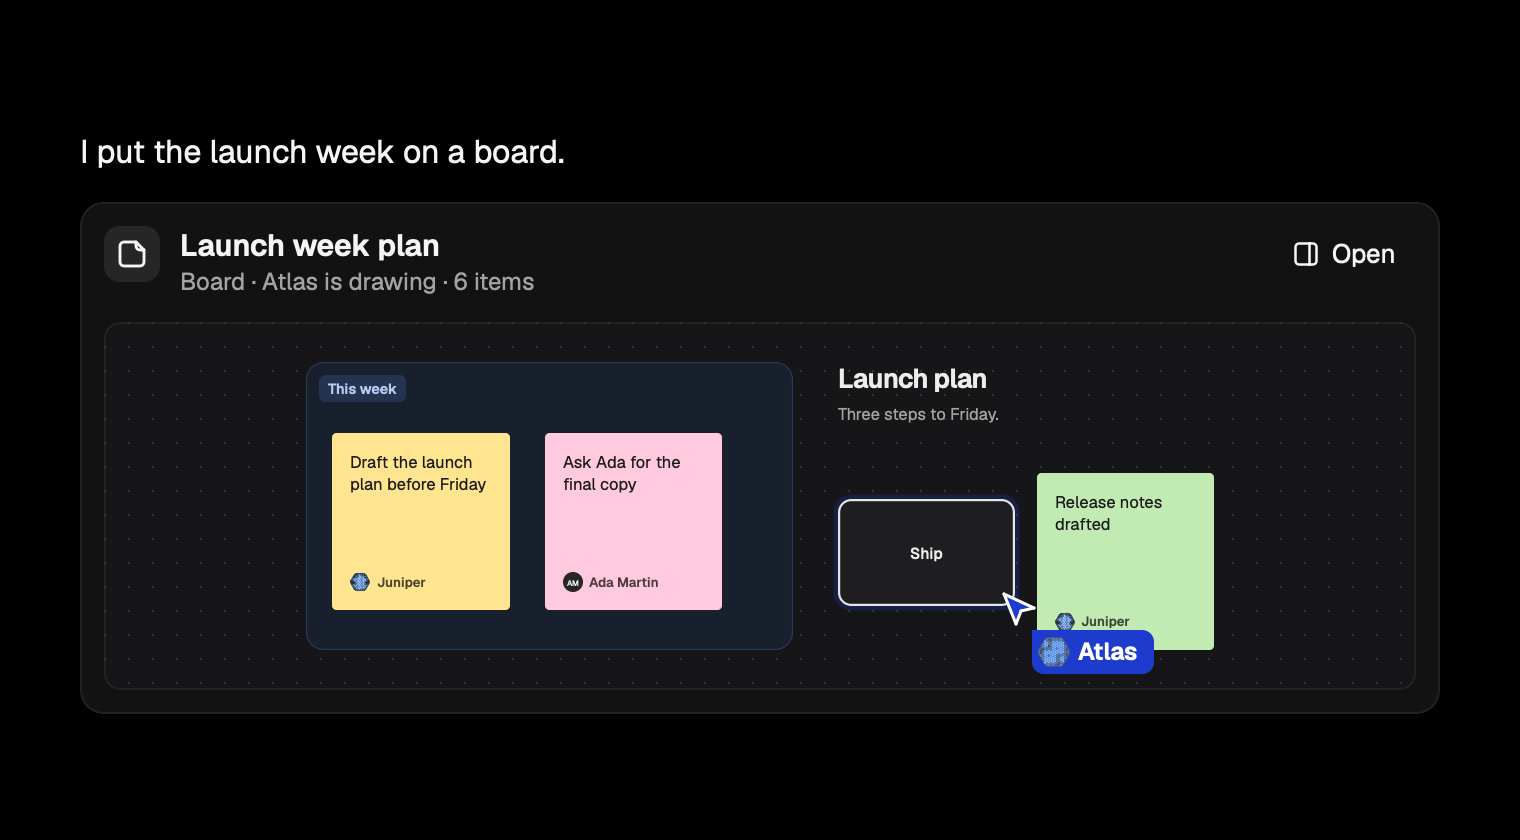 I put the launch week on a board.
Launch week plan
Board · Atlas is drawing · 6 items
Open
This week
Draft the launch
plan before Friday
Juniper
Ask Ada for the
final copy
AM Ada Martin
Launch plan
Three steps to Friday.
Ship
Release notes
drafted
Juniper
Atlas